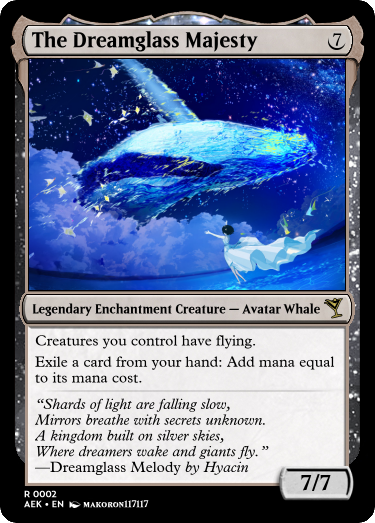 The Dreamglass Majesty 7
Legendary Enchantment Creature — Avatar Whale
Creatures you control have flying.
Exile a card from your hand: Add mana equal
to its mana cost.
“Shards of light are falling slow,
Mirrors breathe with secrets unknown.
A kingdom built on silver skies,
Where dreamers wake and giants fly.”
—Dreamglass Melody by Hyacin
7/7
R 0002
AEK • EN MAKORON117117